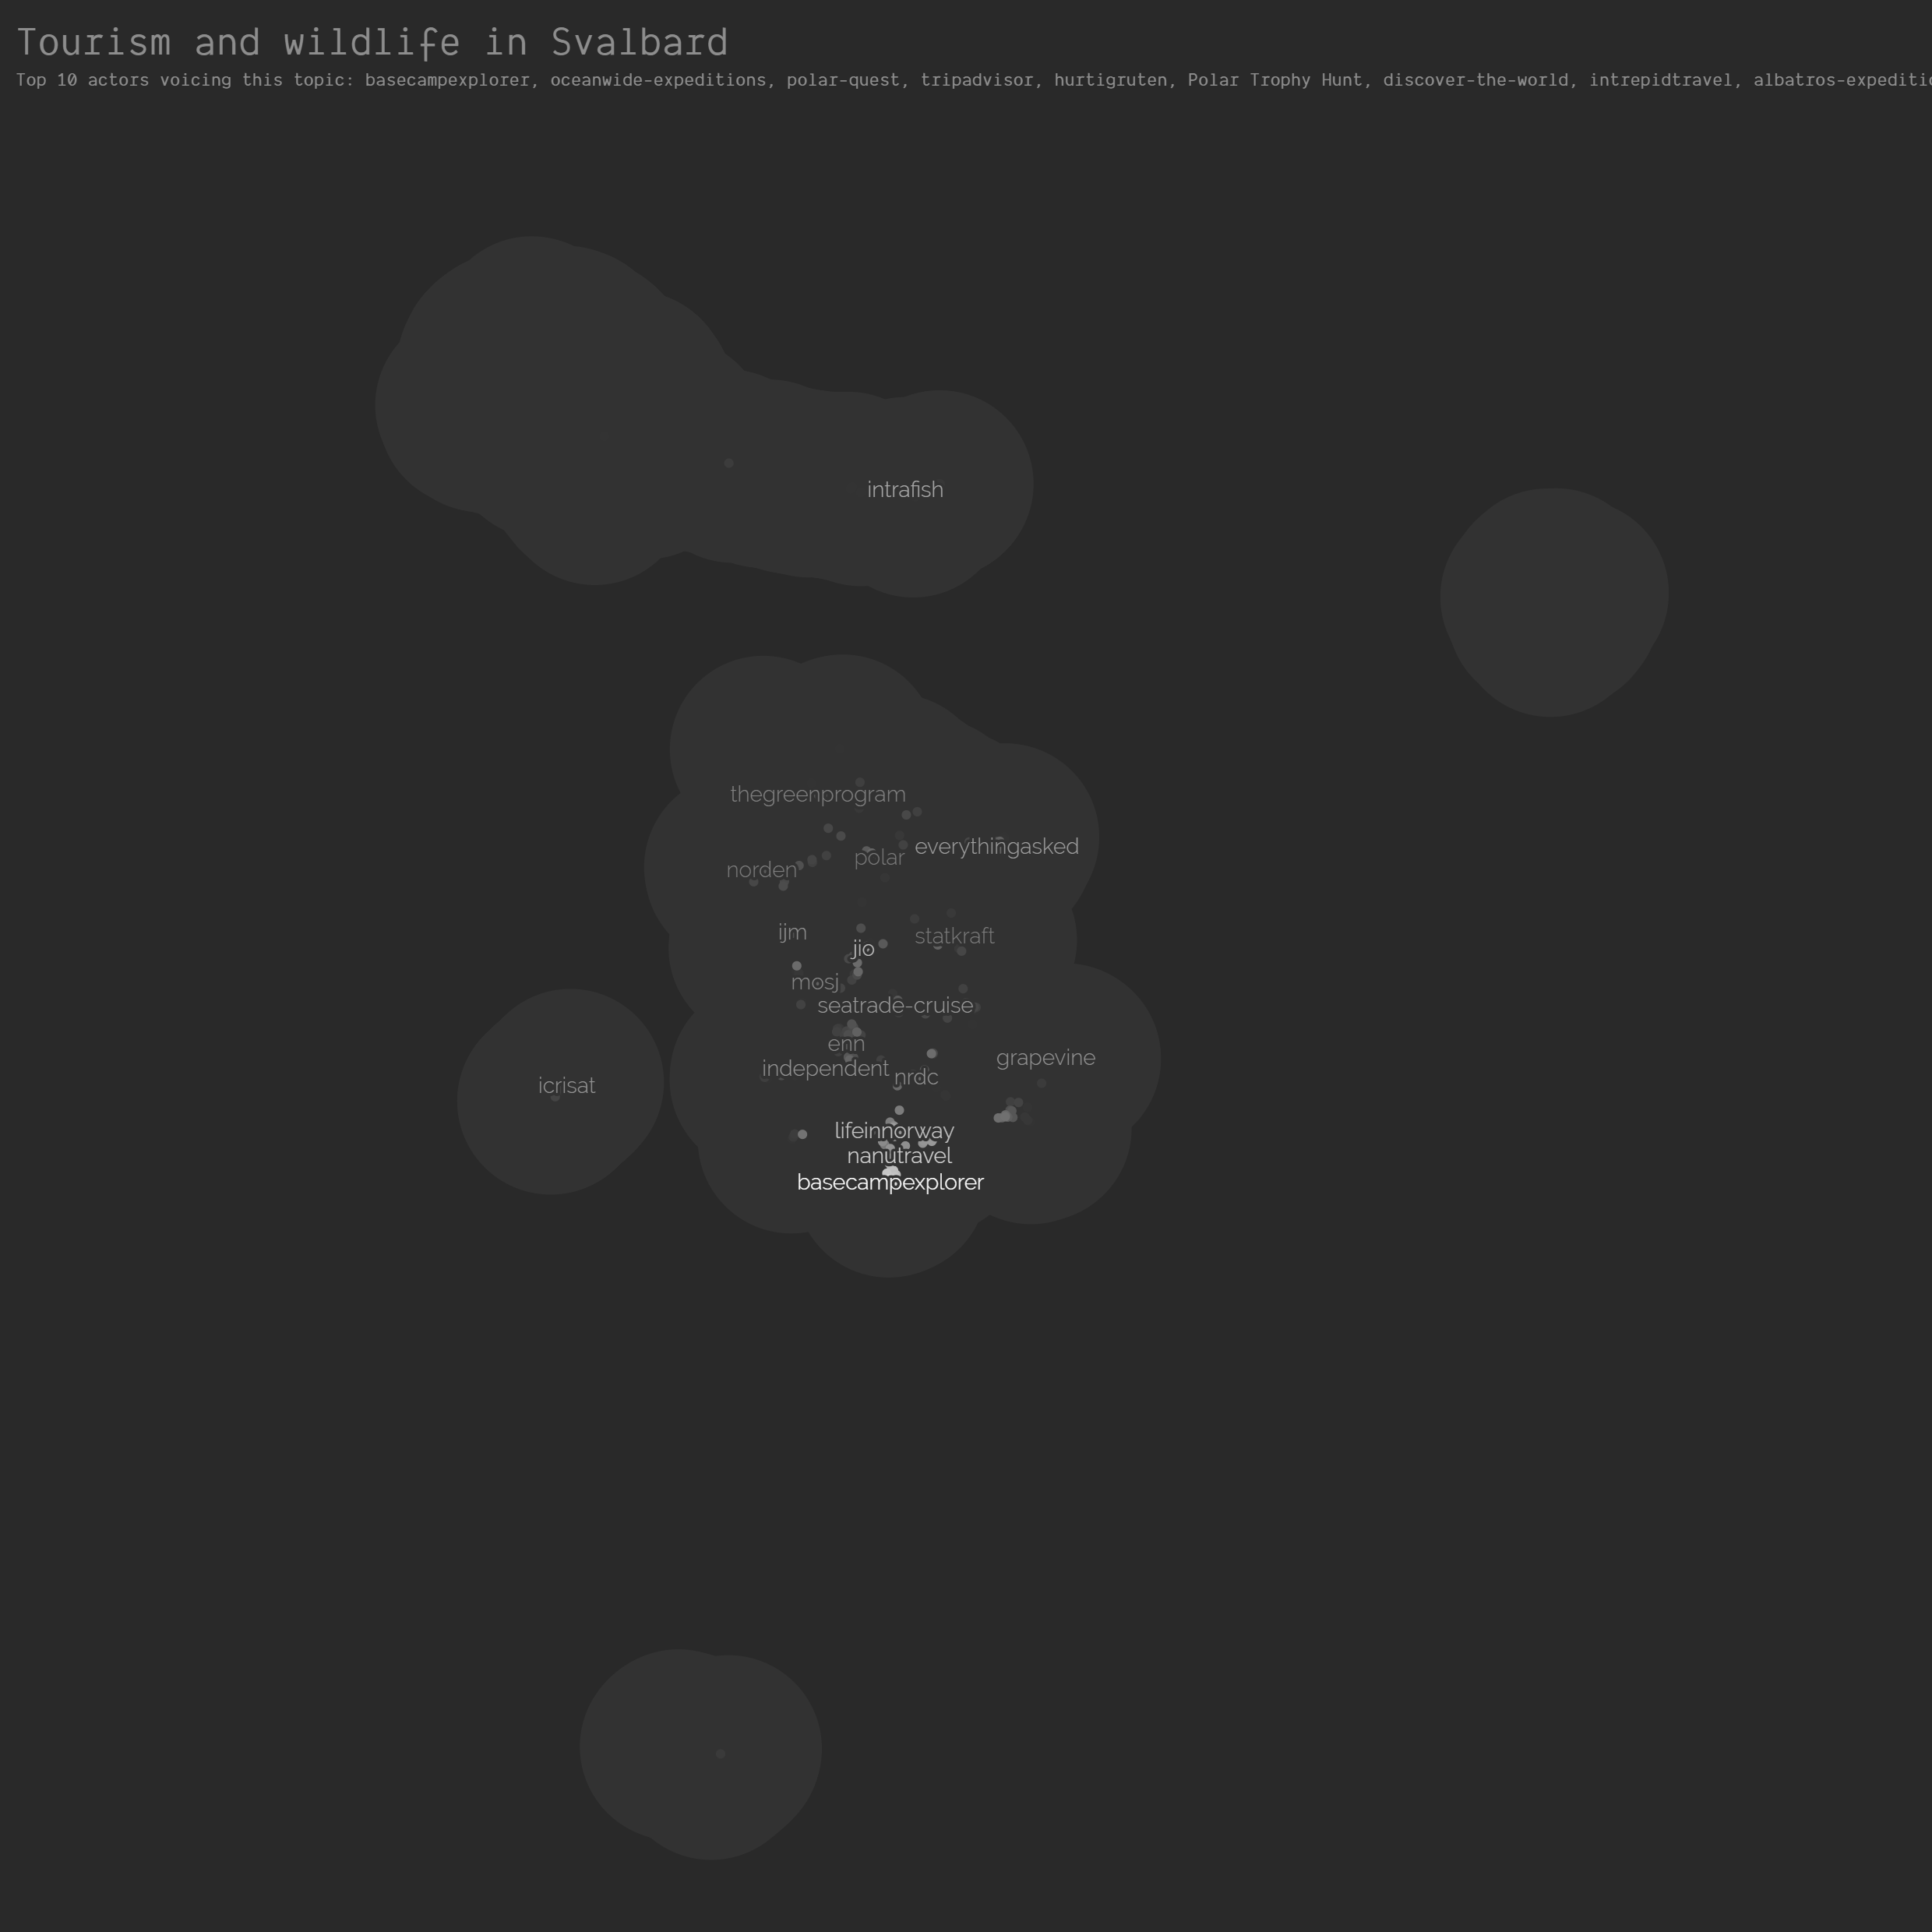 Tourism and wildlife in Svalbard
Top 10 actors voicing this topic: basecampexplorer, oceanwide-expeditions, polar-quest, tripadvisor, hurtigruten, Polar Trophy Hunt, discover-the-world, intrepidtravel, albatros-expeditio
intrafish
thegreenprogram
everythingasked
polar
norden
ijm
statkraft
jio
mosj
seatrade-cruise
enn
grapevine
independent
nrdc
icrisat
lifeinnorway
nanutravel
basecampexplorer